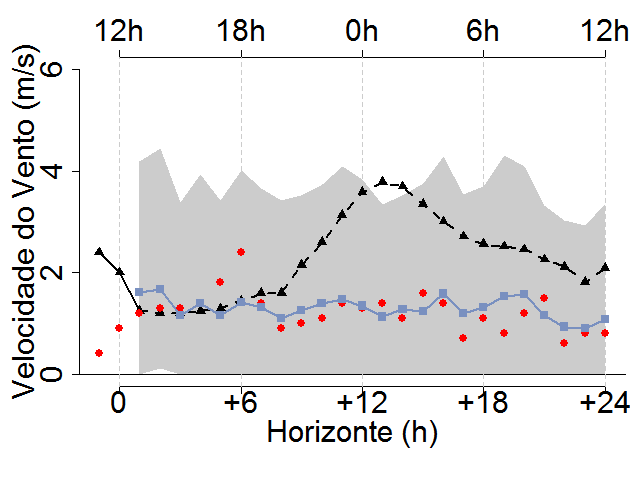 12h 18h 0h 6h 12h
Velocidade do Vento (m/s)
6
4
2
0
0 +6 +12 +18 +24
Horizonte (h)